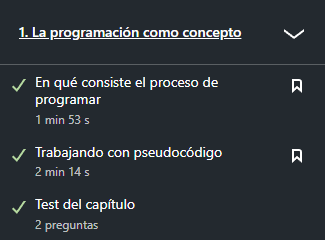 1. La programación como concepto
En qué consiste el proceso de
programar
1 min 53 s
Trabajando con pseudocódigo
2 min 14 s
Test del capítulo
2 preguntas